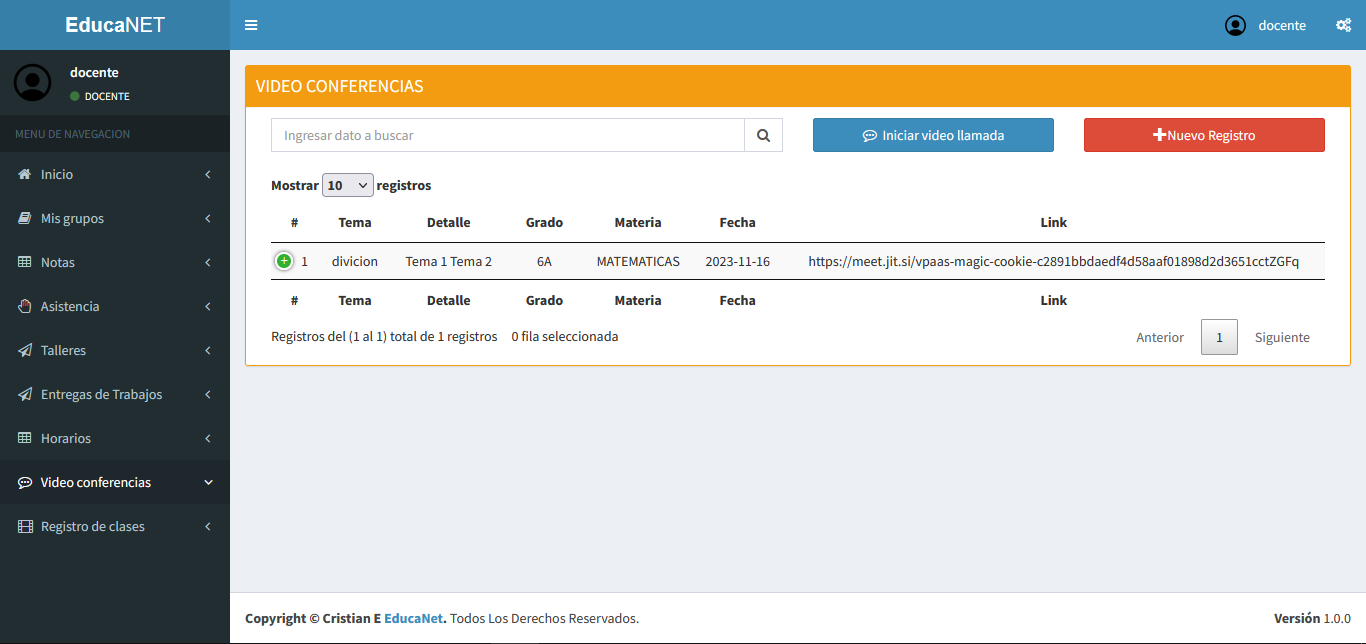 EducaNET
docente
docente
DOCENTE
MENU DE NAVEGACION
Inicio
Mis grupos
Notas
Asistencia
Talleres
Entregas de Trabajos
Horarios
Video conferencias
Registro de clases
VIDEO CONFERENCIAS
Ingresar dato a buscar
Iniciar video llamada
Nuevo Registro
Mostrar 10 registros
# Tema Detalle Grado Materia Fecha Link
1 divicion Tema 1 Tema 2 6A MATEMATICAS 2023-11-16 https://meet.jit.si/vpaas-magic-cookie-c2891bbdaedf4d58aaf01898d2d3651cctZGFq
# Tema Detalle Grado Materia Fecha Link
Registros del (1 al 1) total de 1 registros 0 fila seleccionada
Anterior 1 Siguiente
Copyright © Cristian E EducaNet. Todos Los Derechos Reservados.
Versión 1.0.0